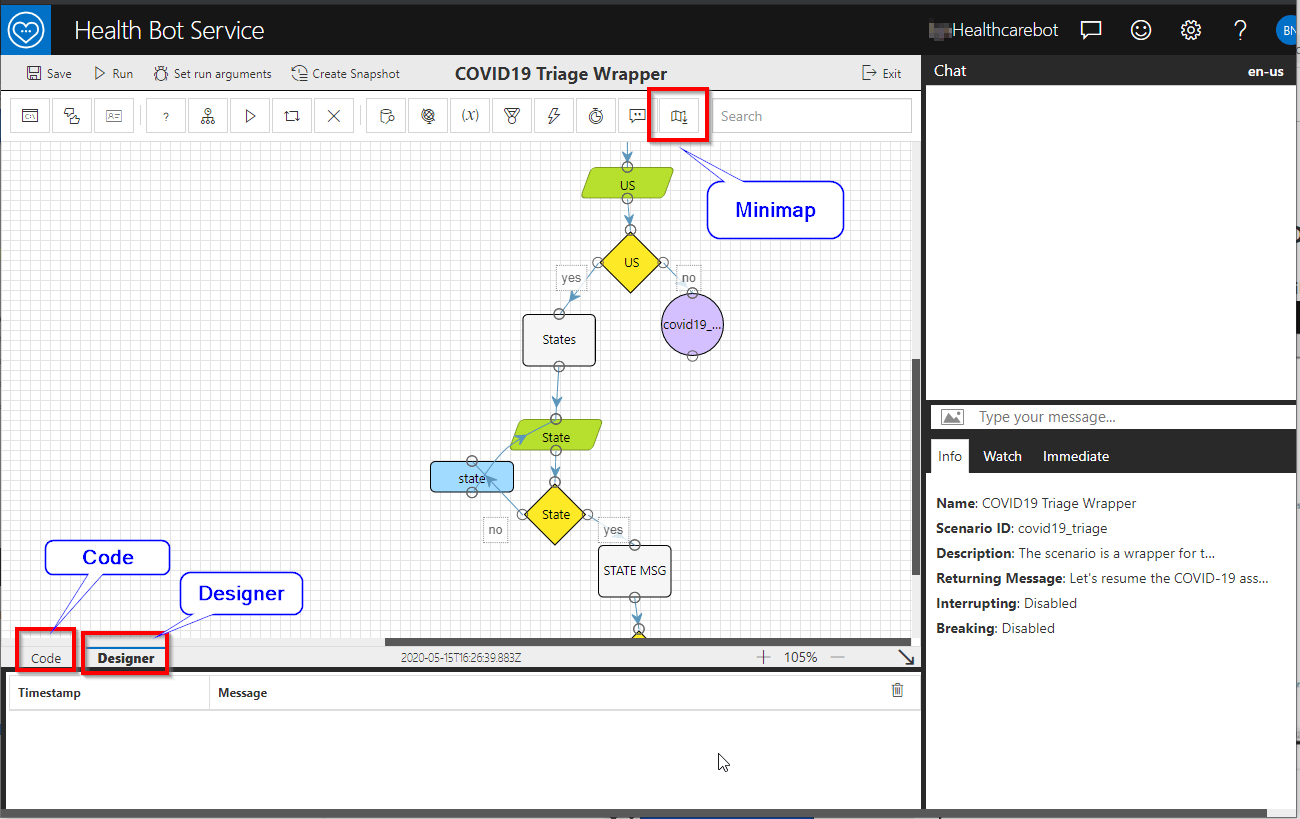 Health Bot Service
Healthcarebot
BN
Save
Run
Set run arguments
Create Snapshot
COVID19 Triage Wrapper
Exit
Chat
en-us
C:\
?
(x)
Search
US
Minimap
US
yes
no
covid19_...
States
State
state
State
no
yes
STATE MSG
Code
Designer
Code
Designer
2020-05-15T16:26:39.883Z
105%
Timestamp
Message
Type your message...
Info
Watch
Immediate
Name: COVID19 Triage Wrapper
Scenario ID: covid19_triage
Description: The scenario is a wrapper for t...
Returning Message: Let's resume the COVID-19 ass...
Interrupting: Disabled
Breaking: Disabled